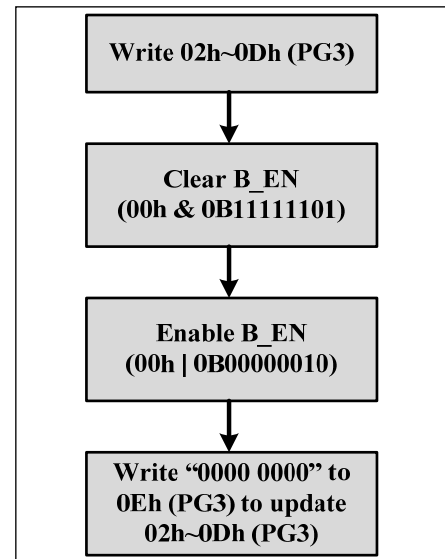 Write 02h~0Dh (PG3)
Clear B_EN
(00h & 0B11111101)
Enable B_EN
(00h | 0B00000010)
Write “0000 0000” to
0Eh (PG3) to update
02h~0Dh (PG3)